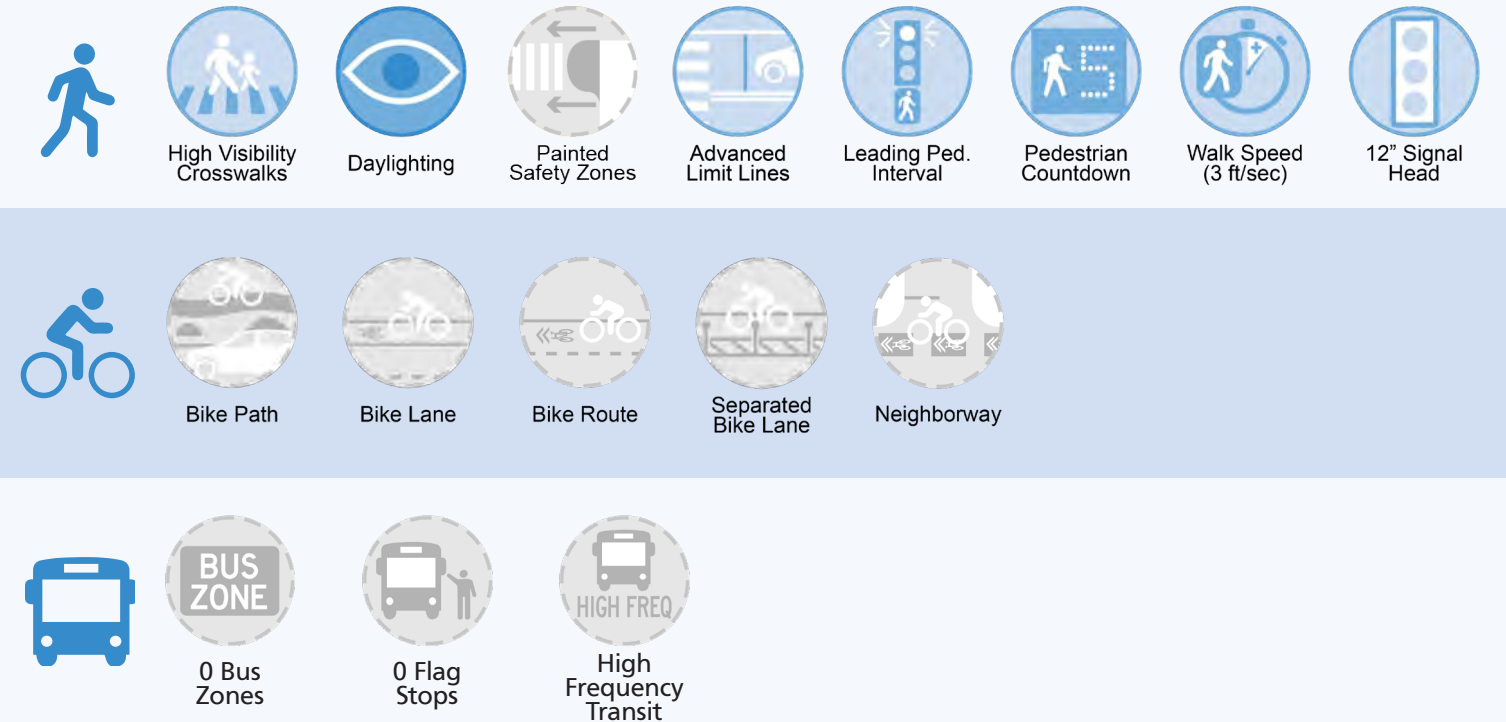 High Visibility
Crosswalks
Daylighting
Painted
Safety Zones
Advanced
Limit Lines
Leading Ped.
Interval
Pedestrian
Countdown
Walk Speed
(3 ft/sec)
12” Signal
Head
Bike Path
Bike Lane
Bike Route
Separated
Bike Lane
Neighborway
BUS
ZONE
HIGH FREQ
0 Bus
Zones
0 Flag
Stops
High
Frequency
Transit